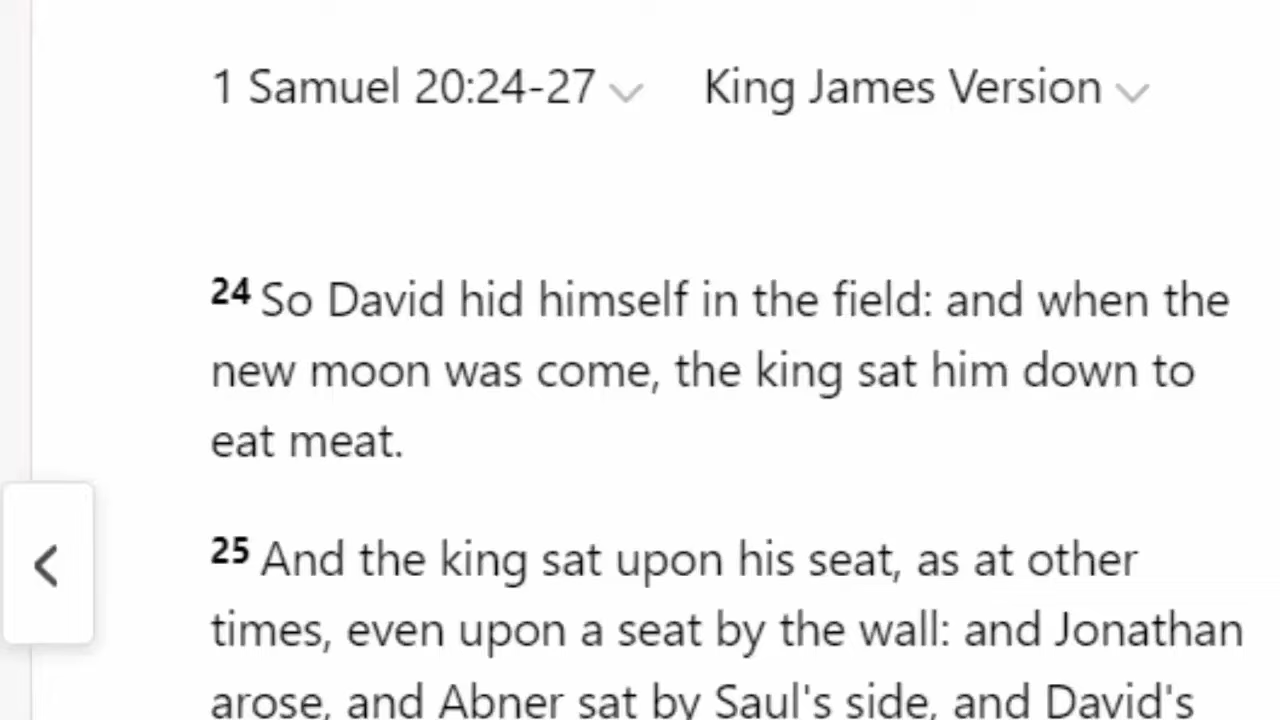 1 Samuel 20:24-27 King James Version
24 So David hid himself in the field: and when the
new moon was come, the king sat him down to
eat meat.
25 And the king sat upon his seat, as at other
times, even upon a seat by the wall: and Jonathan
arose, and Abner sat by Saul's side, and David's